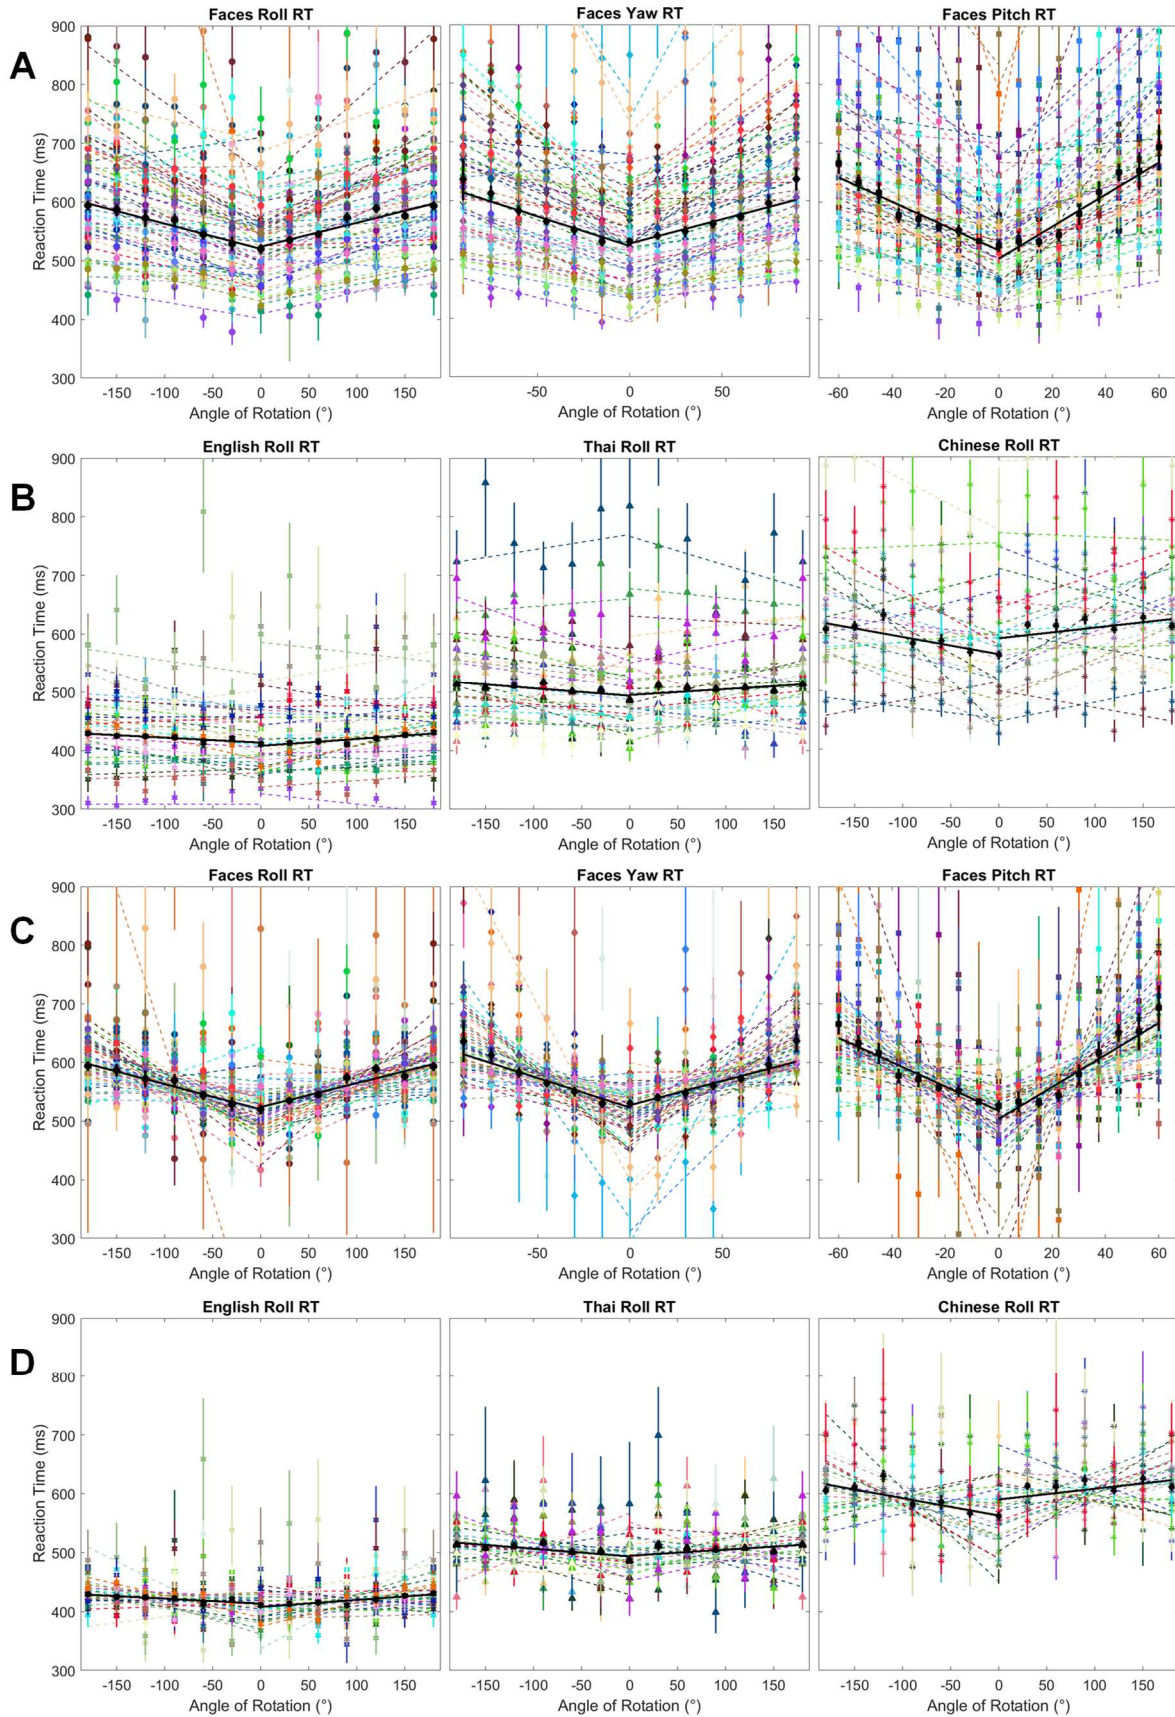 A
Faces Roll RT
Faces Yaw RT
Faces Pitch RT
Reaction Time (ms)
900
800
700
600
500
400
300
-150 -100 -50 0 50 100 150
-50 0 50
-60 -40 -20 0 20 40 60
Angle of Rotation (°)
Angle of Rotation (°)
Angle of Rotation (°)
B
English Roll RT
Thai Roll RT
Chinese Roll RT
Reaction Time (ms)
900
800
700
600
500
400
300
-150 -100 -50 0 50 100 150
-150 -100 -50 0 50 100 150
-150 -100 -50 0 50 100 150
Angle of Rotation (°)
Angle of Rotation (°)
Angle of Rotation (°)
C
Faces Roll RT
Faces Yaw RT
Faces Pitch RT
Reaction Time (ms)
900
800
700
600
500
400
300
-150 -100 -50 0 50 100 150
-50 0 50
-60 -40 -20 0 20 40 60
Angle of Rotation (°)
Angle of Rotation (°)
Angle of Rotation (°)
D
English Roll RT
Thai Roll RT
Chinese Roll RT
Reaction Time (ms)
900
800
700
600
500
400
300
-150 -100 -50 0 50 100 150
-150 -100 -50 0 50 100 150
-150 -100 -50 0 50 100 150
Angle of Rotation (°)
Angle of Rotation (°)
Angle of Rotation (°)